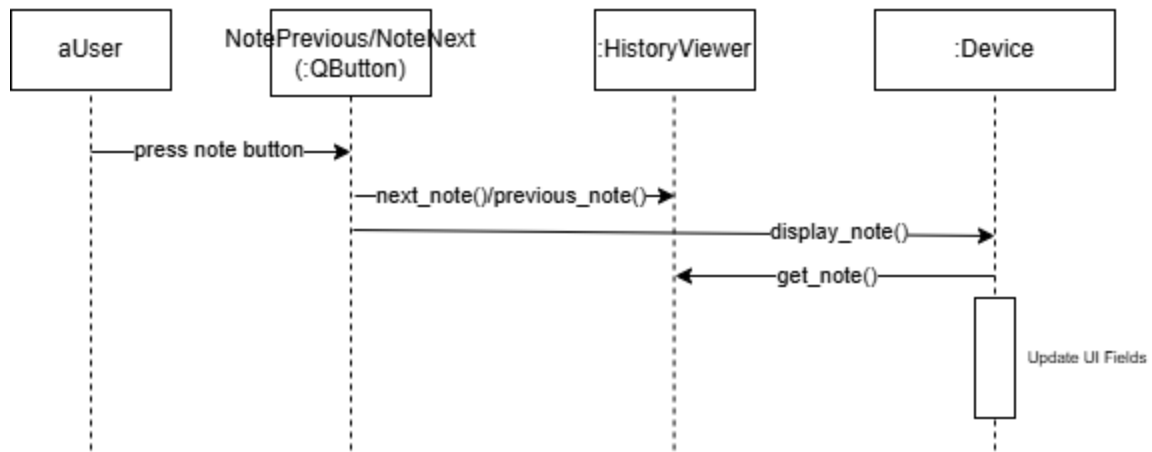 aUser
NotePrevious/NoteNext
(:QButton)
:HistoryViewer
:Device
press note button
next_note()/previous_note()
display_note()
get_note()
Update UI Fields